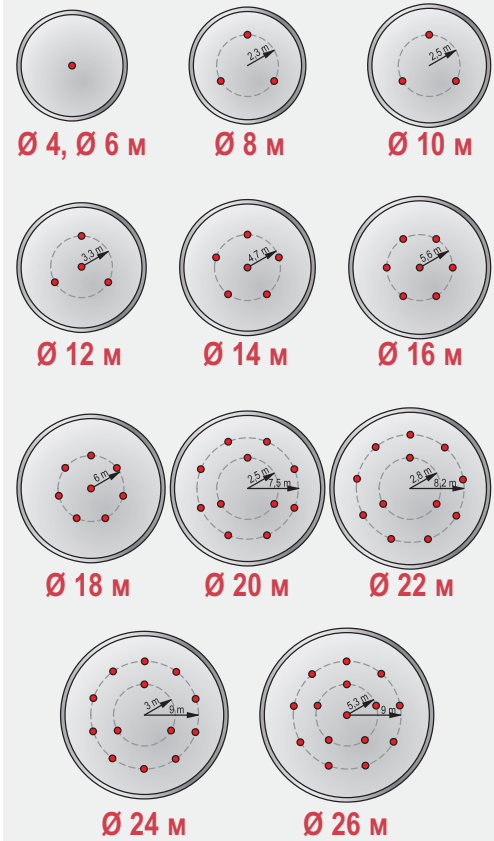 2,3 m
2,5 m
Ø 4, Ø 6 м
Ø 8 м
Ø 10 м
3,3 m
4,7 m
5,6 m
Ø 12 м
Ø 14 м
Ø 16 м
6 m
2,5 m
7,5 m
2,8 m
8,2 m
Ø 18 м
Ø 20 м
Ø 22 м
3 m
9 m
5,3 m
9 m
Ø 24 м
Ø 26 м